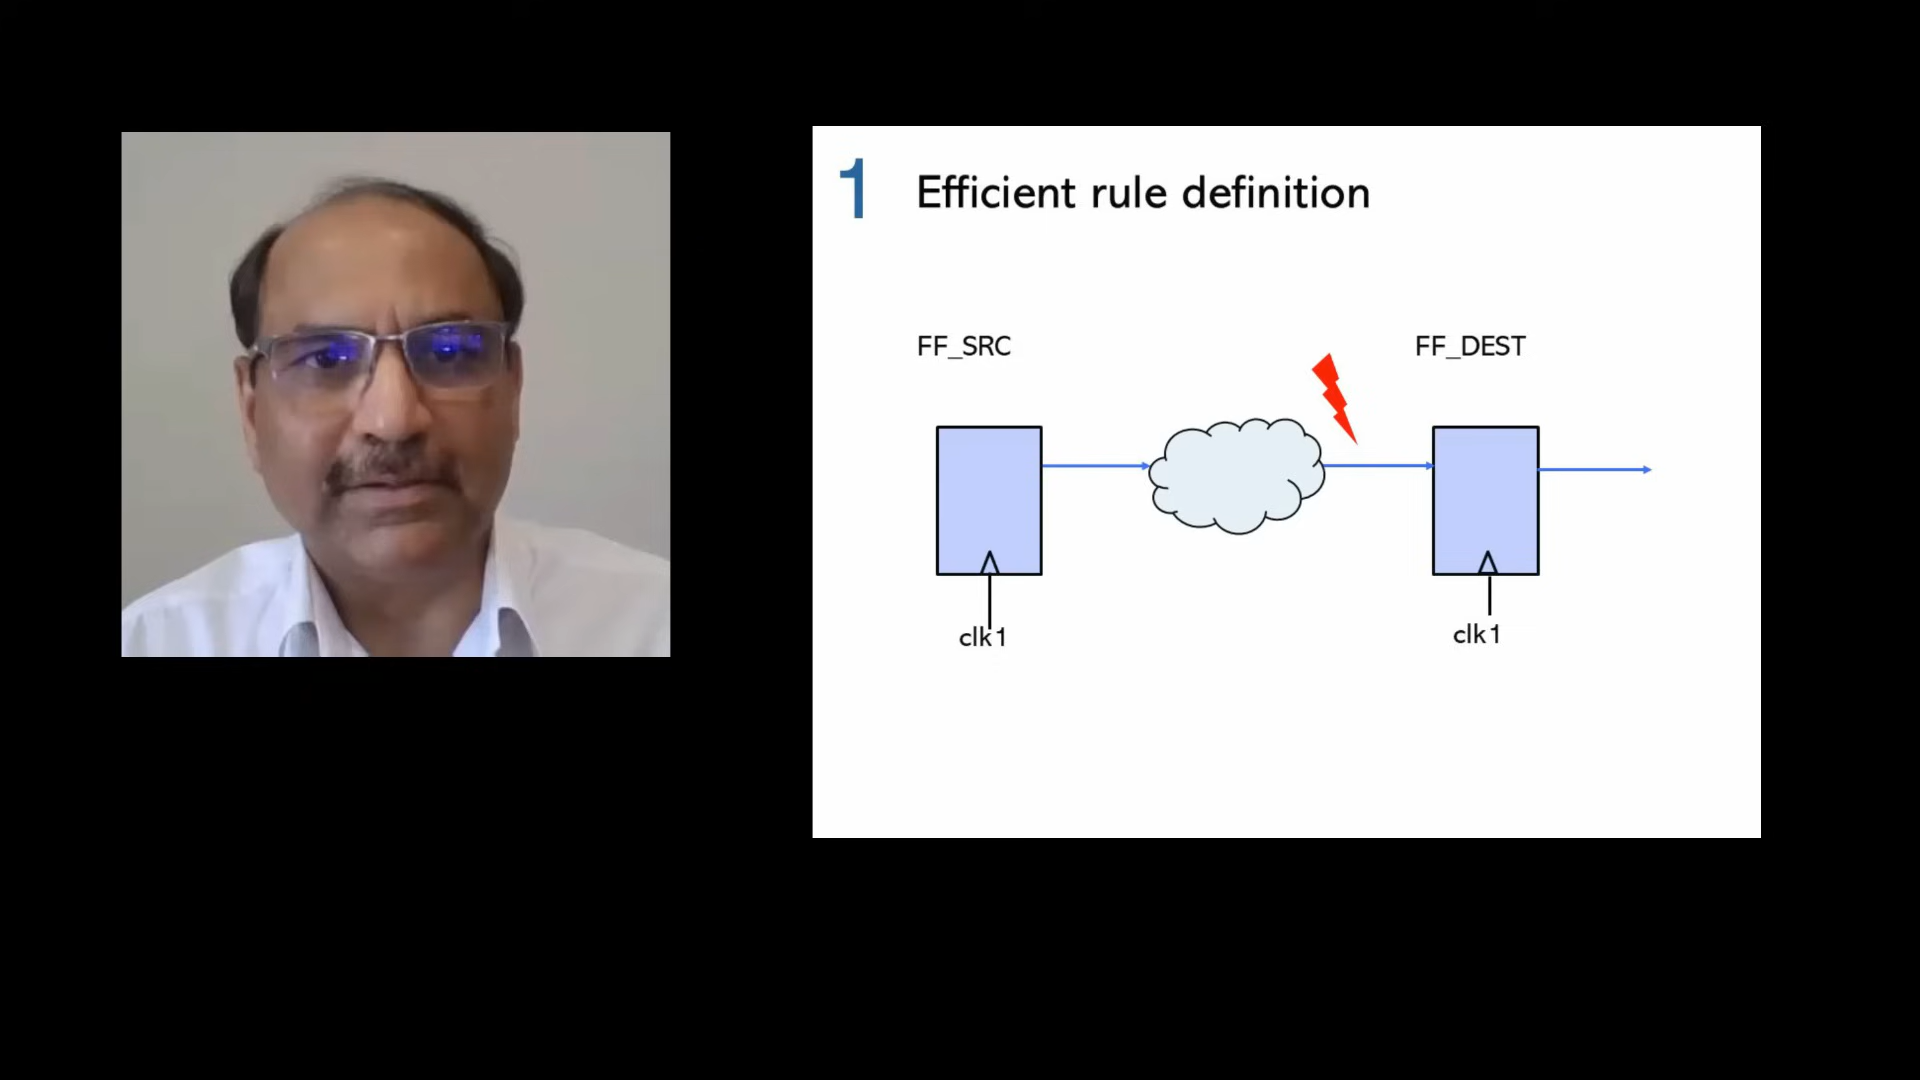 1 Efficient rule definition
FF_SRC
FF_DEST
clk1
clk1